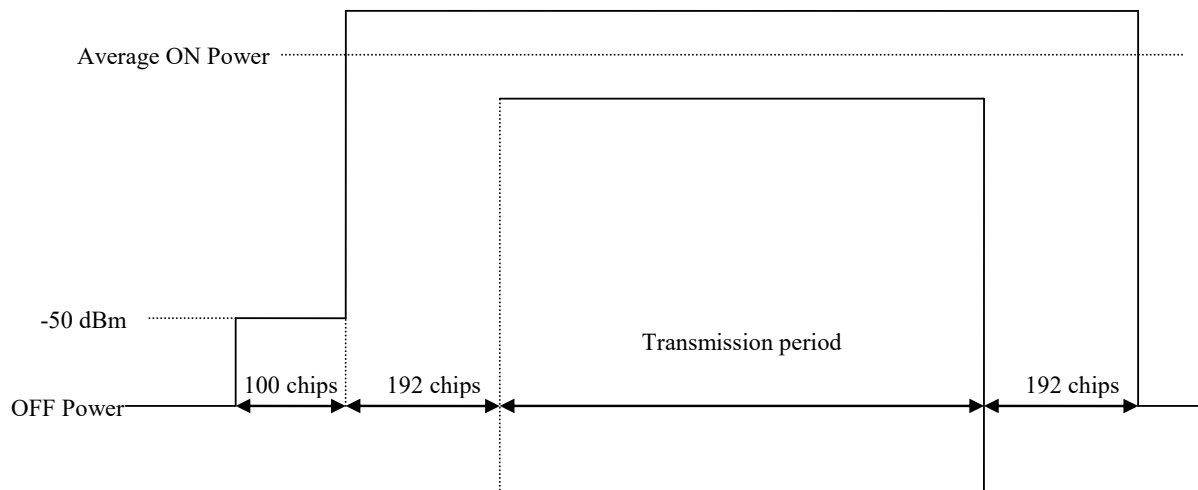 Average ON Power
-50 dBm
Transmission period
100 chips
192 chips
192 chips
OFF Power